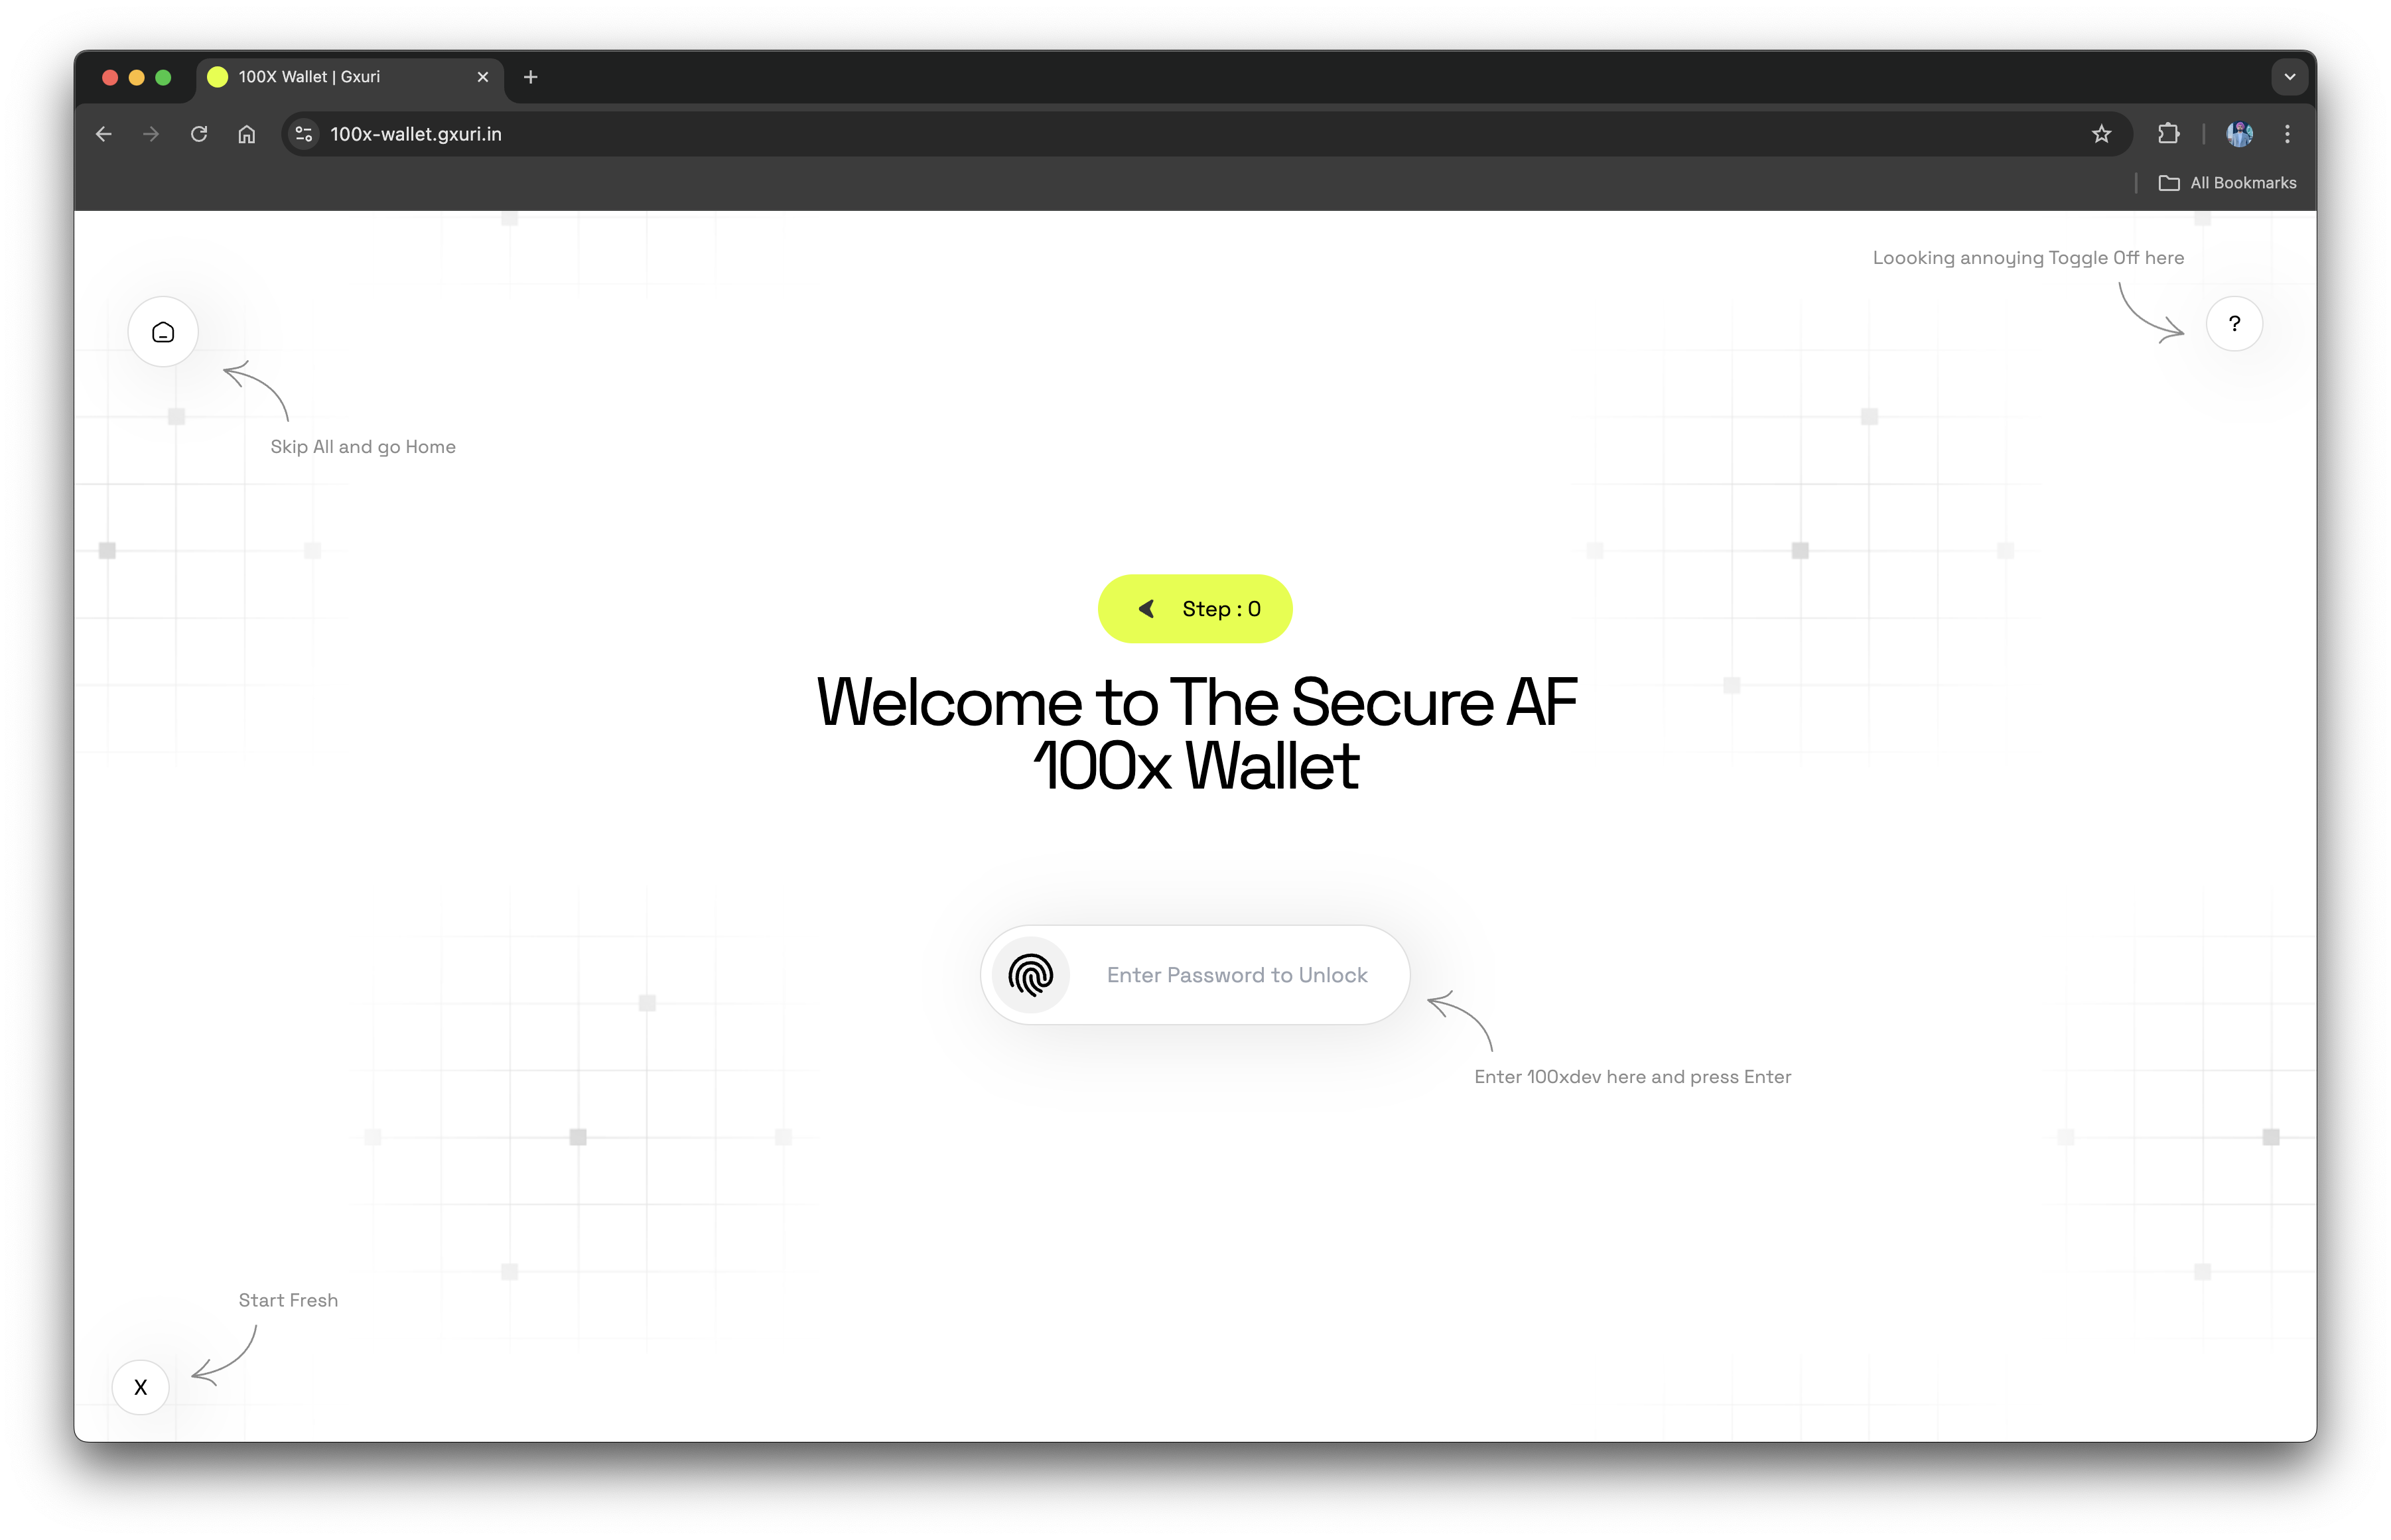 100X Wallet | Gxuri
100x-wallet.gxuri.in
All Bookmarks
Loooking annoying Toggle Off here
?
Skip All and go Home
Step : 0
Welcome to The Secure AF
100x Wallet
Enter Password to Unlock
Enter 100xdev here and press Enter
Start Fresh
X